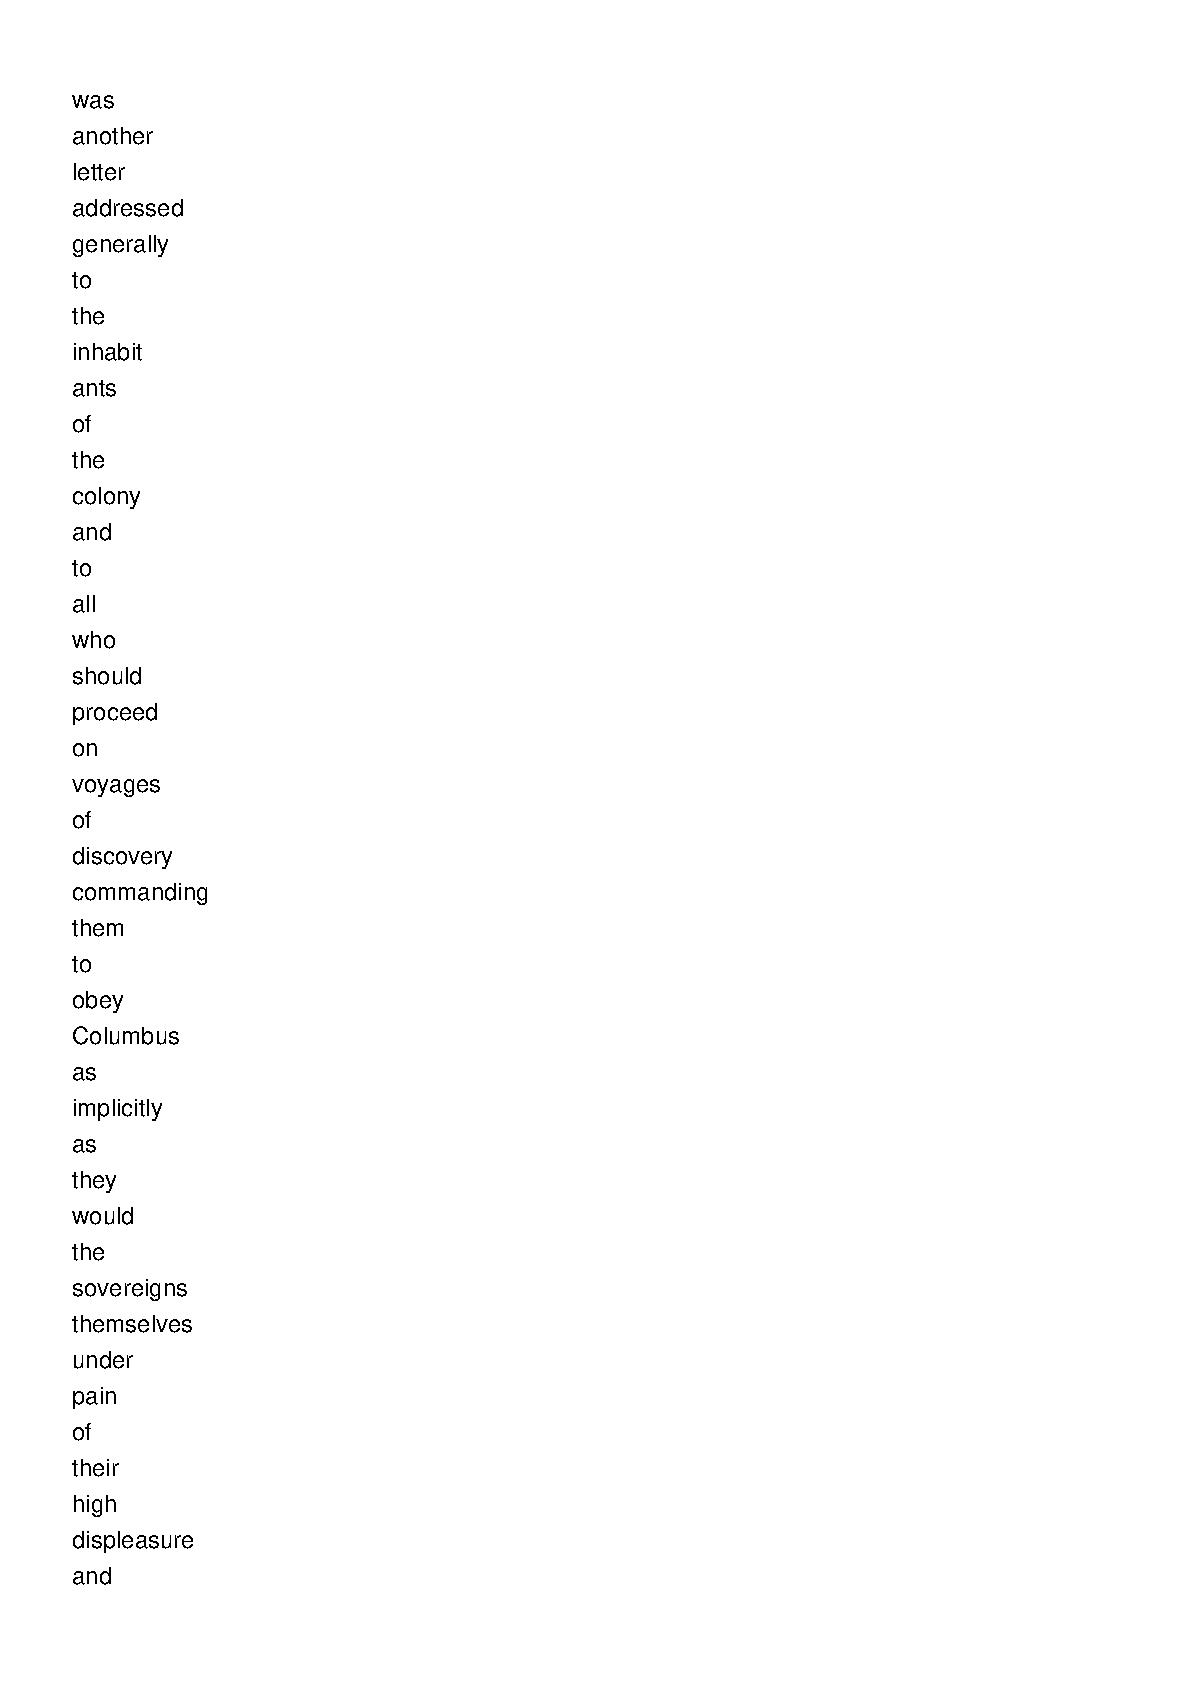 was
another
letter
addressed
generally
to
the
inhabit
ants
of
the
colony
and
to
all
who
should
proceed
on
voyages
of
discovery
commanding
them
to
obey
Columbus
as
implicitly
as
they
would
the
sovereigns
themselves
under
pain
of
their
high
displeasure
and